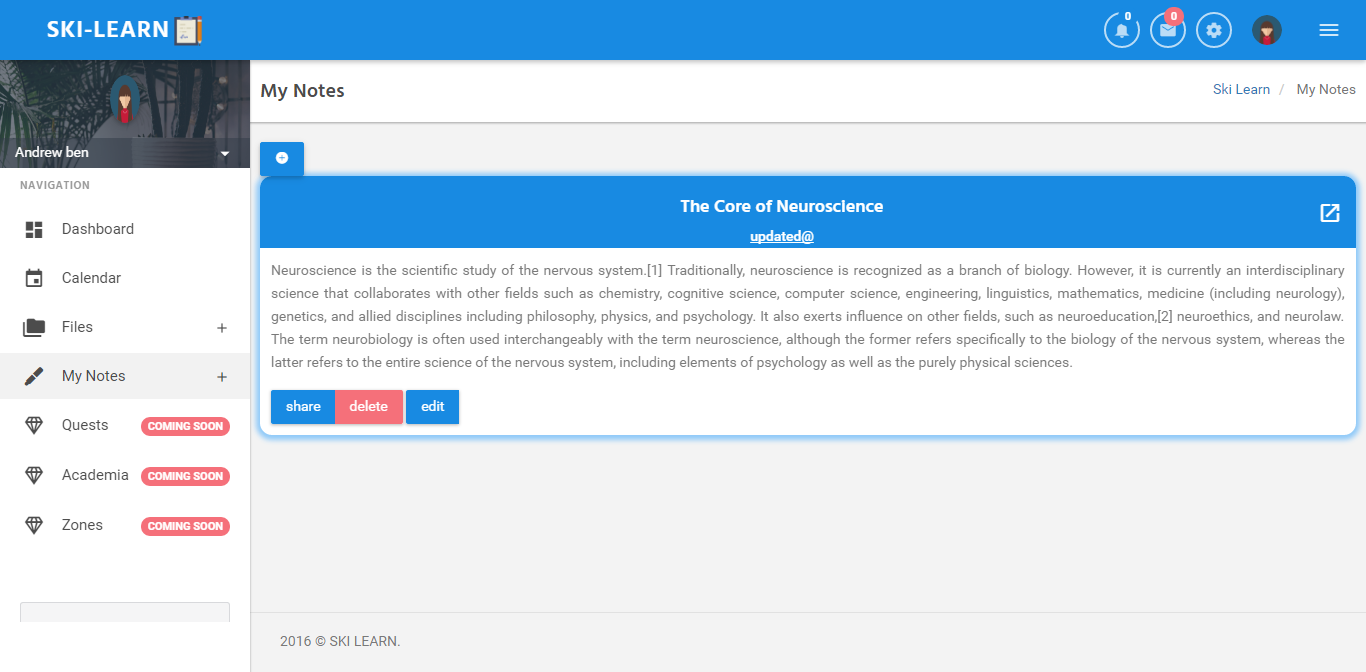 SKI-LEARN
0
0
Andrew ben
NAVIGATION
Dashboard
Calendar
Files +
My Notes +
Quests COMING SOON
Academia COMING SOON
Zones COMING SOON
My Notes
Ski Learn / My Notes
The Core of Neuroscience
updated@
Neuroscience is the scientific study of the nervous system.[1] Traditionally, neuroscience is recognized as a branch of biology. However, it is currently an interdisciplinary
science that collaborates with other fields such as chemistry, cognitive science, computer science, engineering, linguistics, mathematics, medicine (including neurology),
genetics, and allied disciplines including philosophy, physics, and psychology. It also exerts influence on other fields, such as neuroeducation,[2] neuroethics, and neurolaw.
The term neurobiology is often used interchangeably with the term neuroscience, although the former refers specifically to the biology of the nervous system, whereas the
latter refers to the entire science of the nervous system, including elements of psychology as well as the purely physical sciences.
share delete edit
2016 © SKI LEARN.